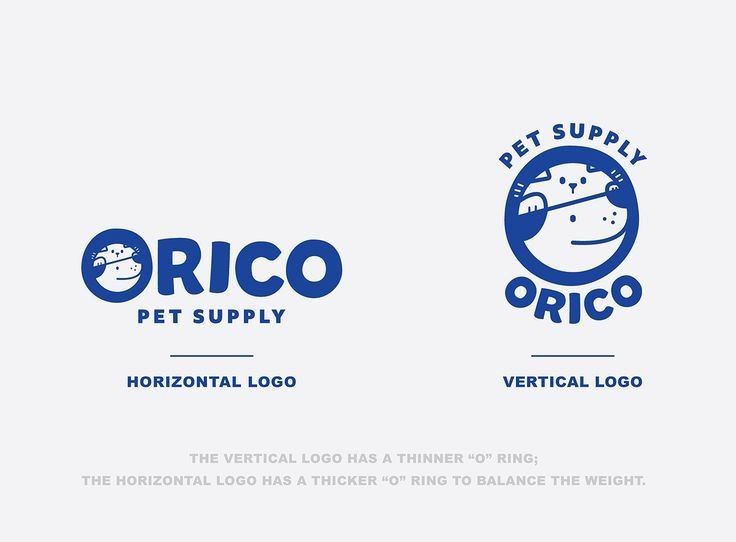 ORICO
PET SUPPLY
HORIZONTAL LOGO
PET SUPPLY
ORICO
VERTICAL LOGO
THE VERTICAL LOGO HAS A THINNER “O” RING;
THE HORIZONTAL LOGO HAS A THICKER “O” RING TO BALANCE THE WEIGHT.